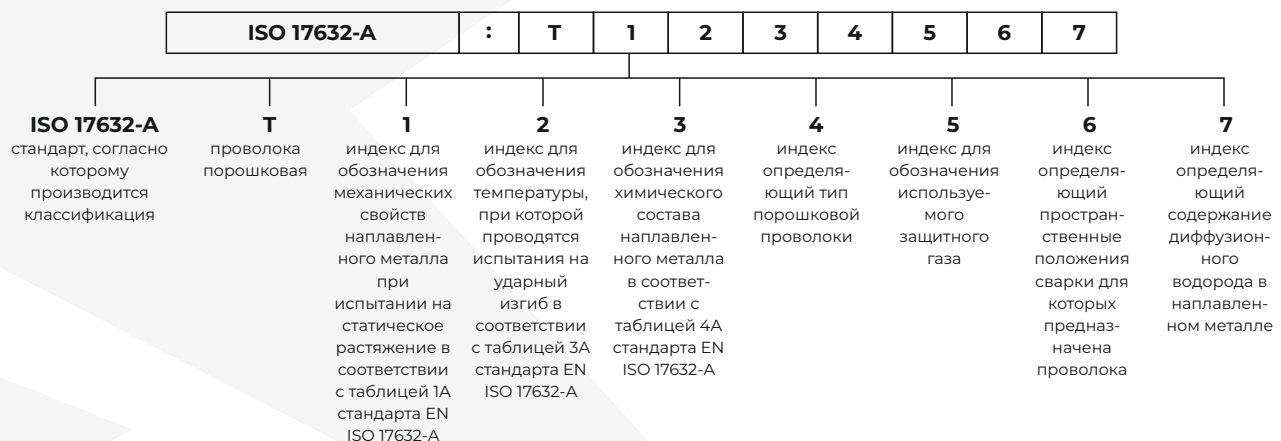 ISO 17632-A : T 1 2 3 4 5 6 7
ISO 17632-A
стандарт, согласно
которому
производится
классификация
T
проволока
порошковая
1
индекс для
обозначения
механических
свойств
наплавлен-
ного металла
при
испытании на
статическое
растяжение в
соответствии
с таблицей 1А
стандарта EN
ISO 17632-A
2
индекс для
обозначения
температуры,
при которой
проводятся
испытания на
ударный
изгиб в
соответствии
с таблицей 3А
стандарта EN
ISO 17632-A
3
индекс для
обозначения
химического
состава
наплавлен-
ного металла
в соответ-
ствии с
таблицей 4А
стандарта EN
ISO 17632-A
4
индекс
определя-
ющий тип
порошковой
проволоки
5
индекс для
обозначения
используе-
мого
защитного
газа
6
индекс
определя-
ющий
простран-
ственные
положения
сварки для
которых
предназ-
начена
проволока
7
индекс
определя-
ющий
содержание
диффузион-
ного
водорода в
наплавлен-
ном металле